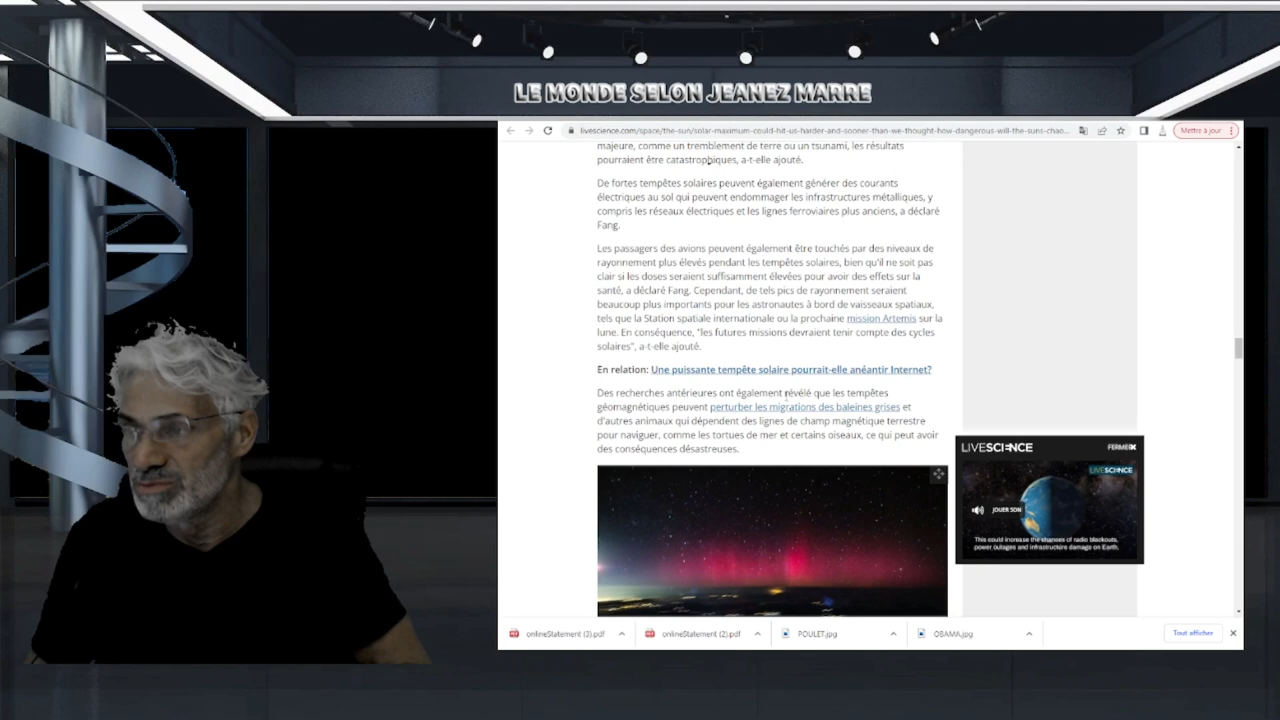 LE MONDE SELON JEANEZ MARRE
livescience.com/space/the-sun/solar-maximum-could-hit-us-harder-and-sooner-than-we-thought-how-dangerous-will-the-suns-chao...
Mettre à jour
majeure, comme un tremblement de terre ou un tsunami, les résultats
pourraient être catastrophiques, a-t-elle ajouté.
De fortes tempêtes solaires peuvent également générer des courants
électriques au sol qui peuvent endommager les infrastructures métalliques, y
compris les réseaux électriques et les lignes ferroviaires plus anciens, a déclaré
Fang.
Les passagers des avions peuvent également être touchés par des niveaux de
rayonnement plus élevés pendant les tempêtes solaires, bien qu'il ne soit pas
clair si les doses seraient suffisamment élevées pour avoir des effets sur la
santé, a déclaré Fang. Cependant, de tels pics de rayonnement seraient
beaucoup plus importants pour les astronautes à bord de vaisseaux spatiaux,
tels que la Station spatiale internationale ou la prochaine mission Artemis sur la
lune. En conséquence, "les futures missions devraient tenir compte des cycles
solaires", a-t-elle ajouté.
En relation: Une puissante tempête solaire pourrait-elle anéantir Internet?
Des recherches antérieures ont également révélé que les tempêtes
géomagnétiques peuvent perturber les migrations des baleines grises et
d'autres animaux qui dépendent des lignes de champ magnétique terrestre
pour naviguer, comme les tortues de mer et certains oiseaux, ce qui peut avoir
des conséquences désastreuses.
LIVESCIENCE
FERMER X
LIVESCIENCE
JOUER SON
This could increase the chances of radio blackouts,
power outages and infrastructure damage on Earth.
onlineStatement (3).pdf
onlineStatement (2).pdf
POULET.jpg
OBAMA.jpg
Tout afficher